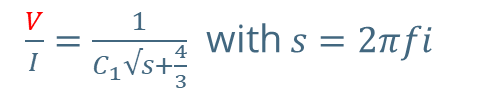 V/I = 1/(C₁√s+4/3) with s = 2πfi